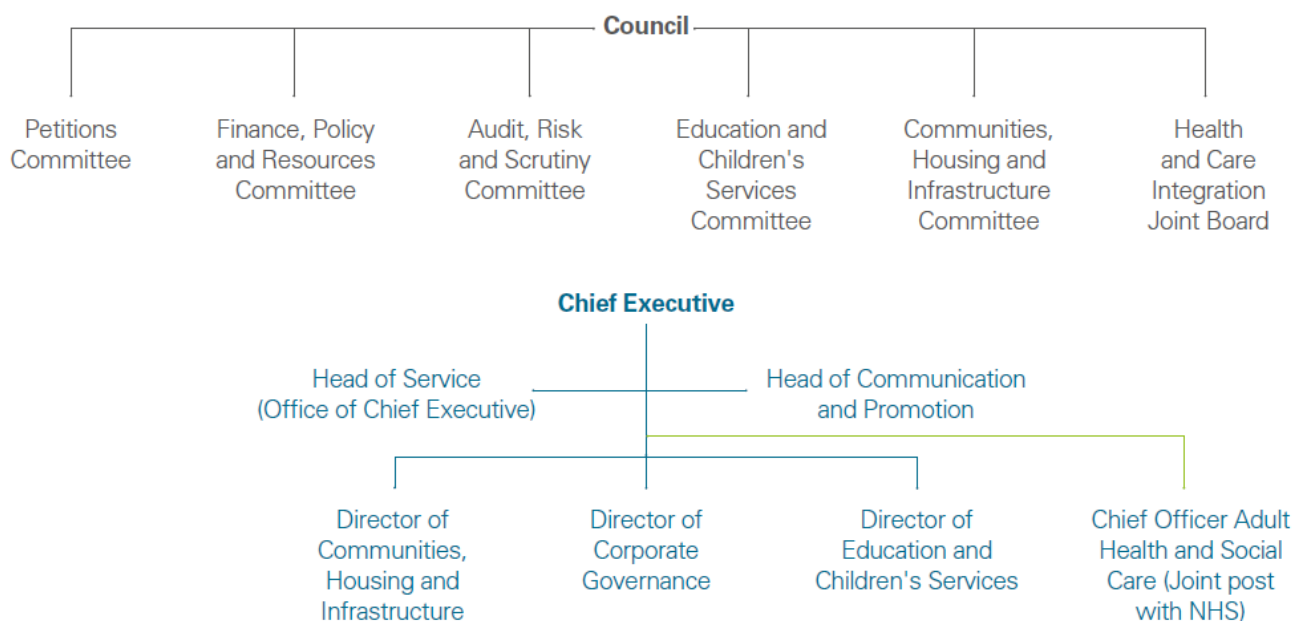 Council
Petitions
Committee
Finance, Policy
and Resources
Committee
Audit, Risk
and Scrutiny
Committee
Education and
Children's
Services
Committee
Communities,
Housing and
Infrastructure
Committee
Health
and Care
Integration
Joint Board
Chief Executive
Head of Service
(Office of Chief Executive)
Head of Communication
and Promotion
Director of
Communities,
Housing and
Infrastructure
Director of
Corporate
Governance
Director of
Education and
Children's Services
Chief Officer Adult
Health and Social
Care (Joint post
with NHS)